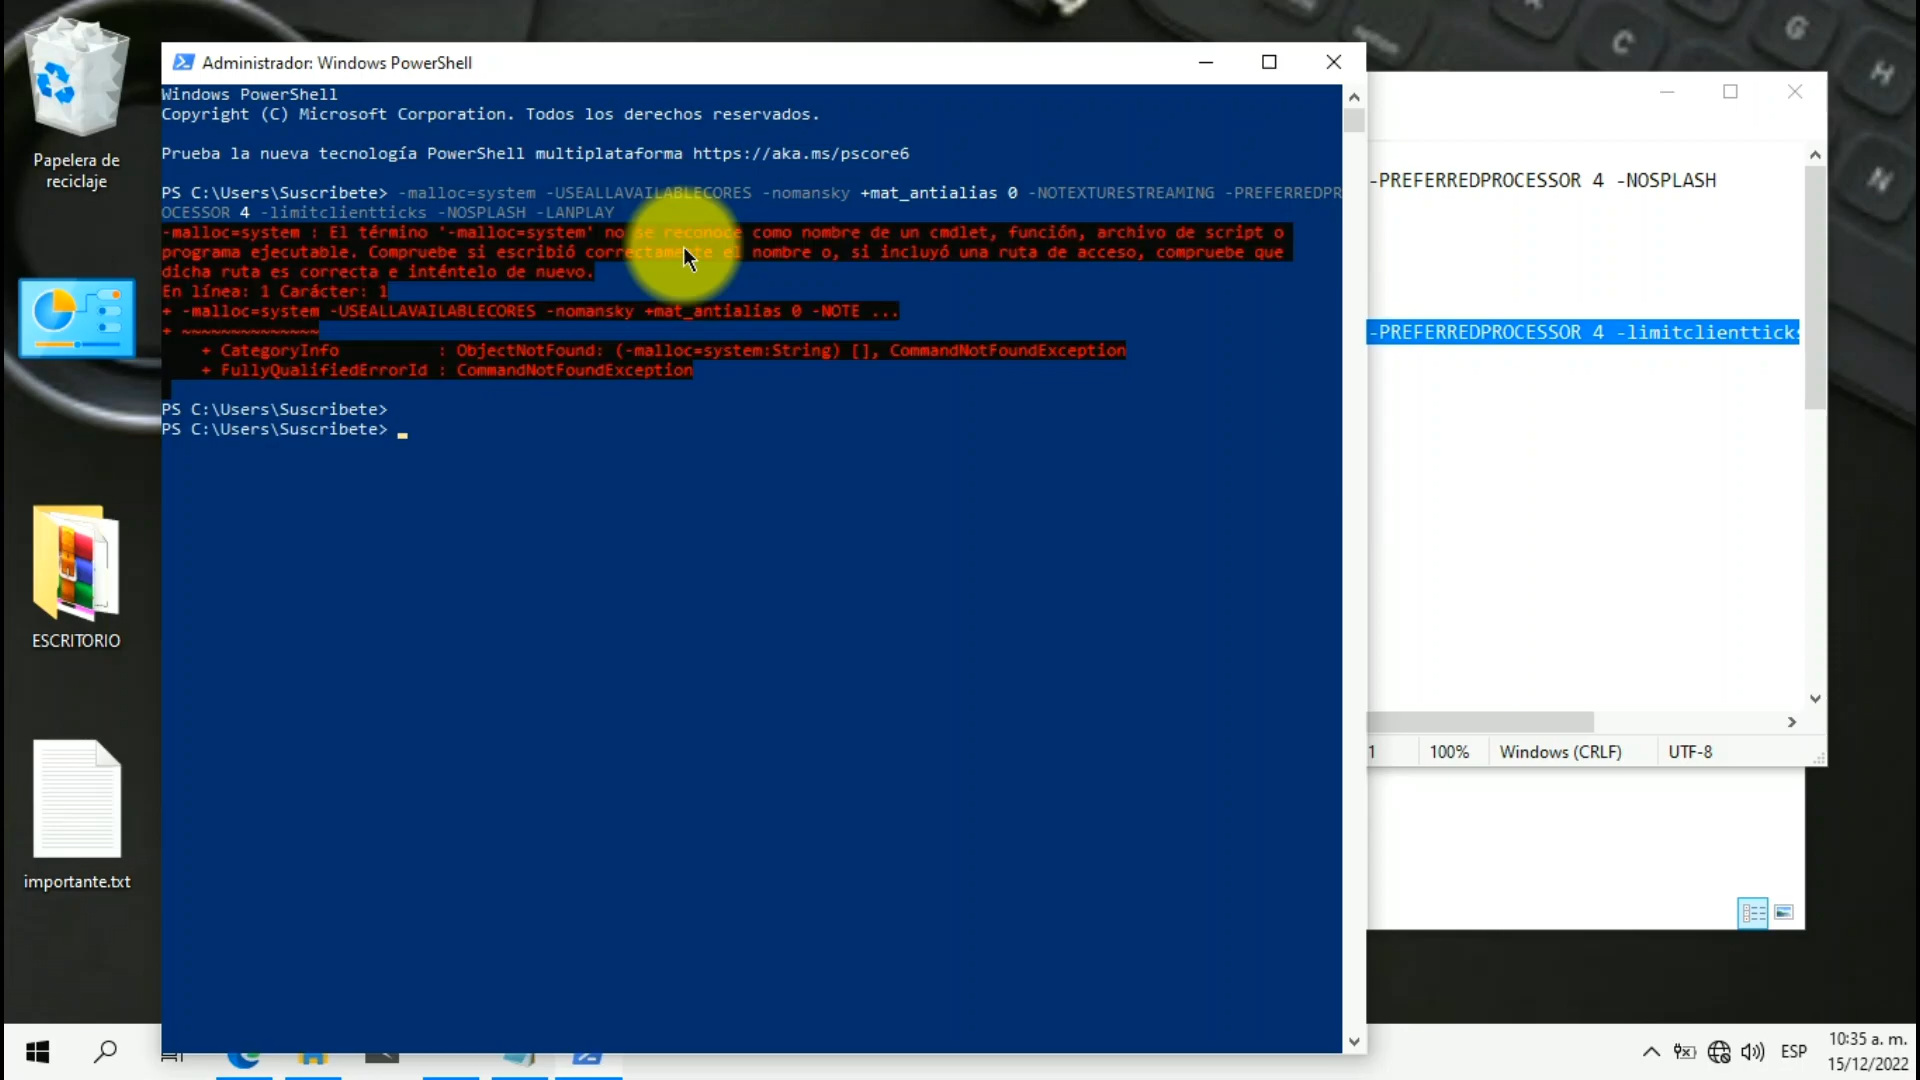 Administrador: Windows PowerShell
Windows PowerShell
Copyright (C) Microsoft Corporation. Todos los derechos reservados.
Prueba la nueva tecnología PowerShell multiplataforma https://aka.ms/pscore6
PS C:\Users\Suscribete> -malloc=system -USEALLAVAILABLECORES -nomansky +mat_antialias 0 -NOTEXTURESTREAMING -PREFERREDPR
OCESSOR 4 -limitclientticks -NOSPLASH -LANPLAY
-malloc=system : El término '-malloc=system' no se reconoce como nombre de un cmdlet, función, archivo de script o
programa ejecutable. Compruebe si escribió correctamente el nombre o, si incluyó una ruta de acceso, compruebe que
dicha ruta es correcta e inténtelo de nuevo.
En línea: 1 Carácter: 1
+ -malloc=system -USEALLAVAILABLECORES -nomansky +mat_antialias 0 -NOTE ...
+ ~~~~~~~~~~~~~~
+ CategoryInfo : ObjectNotFound: (-malloc=system:String) [], CommandNotFoundException
+ FullyQualifiedErrorId : CommandNotFoundException
PS C:\Users\Suscribete>
PS C:\Users\Suscribete>
-PREFERREDPROCESSOR 4 -NOSPLASH
-PREFERREDPROCESSOR 4 -limitclientticks
1 100% Windows (CRLF) UTF-8
Papelera de
reciclaje
ESCRITORIO
importante.txt
ESP
10:35 a. m.
15/12/2022
C
G
H
N
option